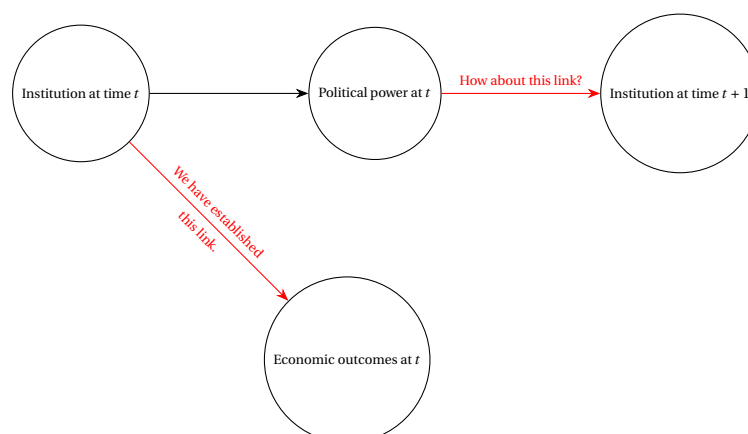 How about this link?
Institution at time t
Political power at t
Institution at time t + 1
We have established
this link.
Economic outcomes at t